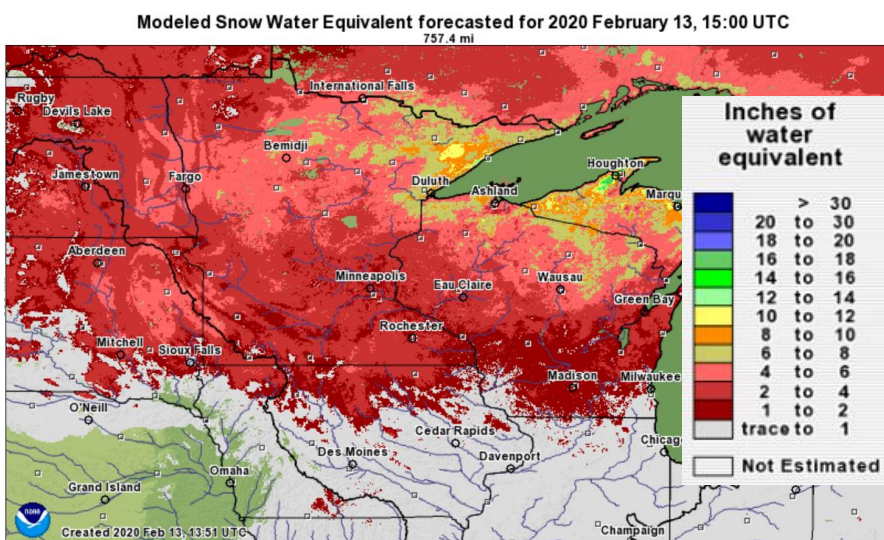 Modeled Snow Water Equivalent forecasted for 2020 February 13, 15:00 UTC
757.4 mi
Rugby
Devils Lake
International Falls
Bemidji
Jamestown
Fargo
Duluth
Ashland
Houghton
Marqu
Aberdeen
Minneapolis
Eau Claire
Wausau
Green Bay
Rochester
Mitchell
Sioux Falls
Madison
Milwaukee
O'Neill
Cedar Rapids
Chicago
Des Moines
Davenport
Omaha
Grand Island
Champaign
NOAA
Created 2020 Feb 13, 13:51 UTC
Inches of
water
equivalent
> 30
20 to 30
18 to 20
16 to 18
14 to 16
12 to 14
10 to 12
8 to 10
6 to 8
4 to 6
2 to 4
1 to 2
trace to 1
Not Estimated